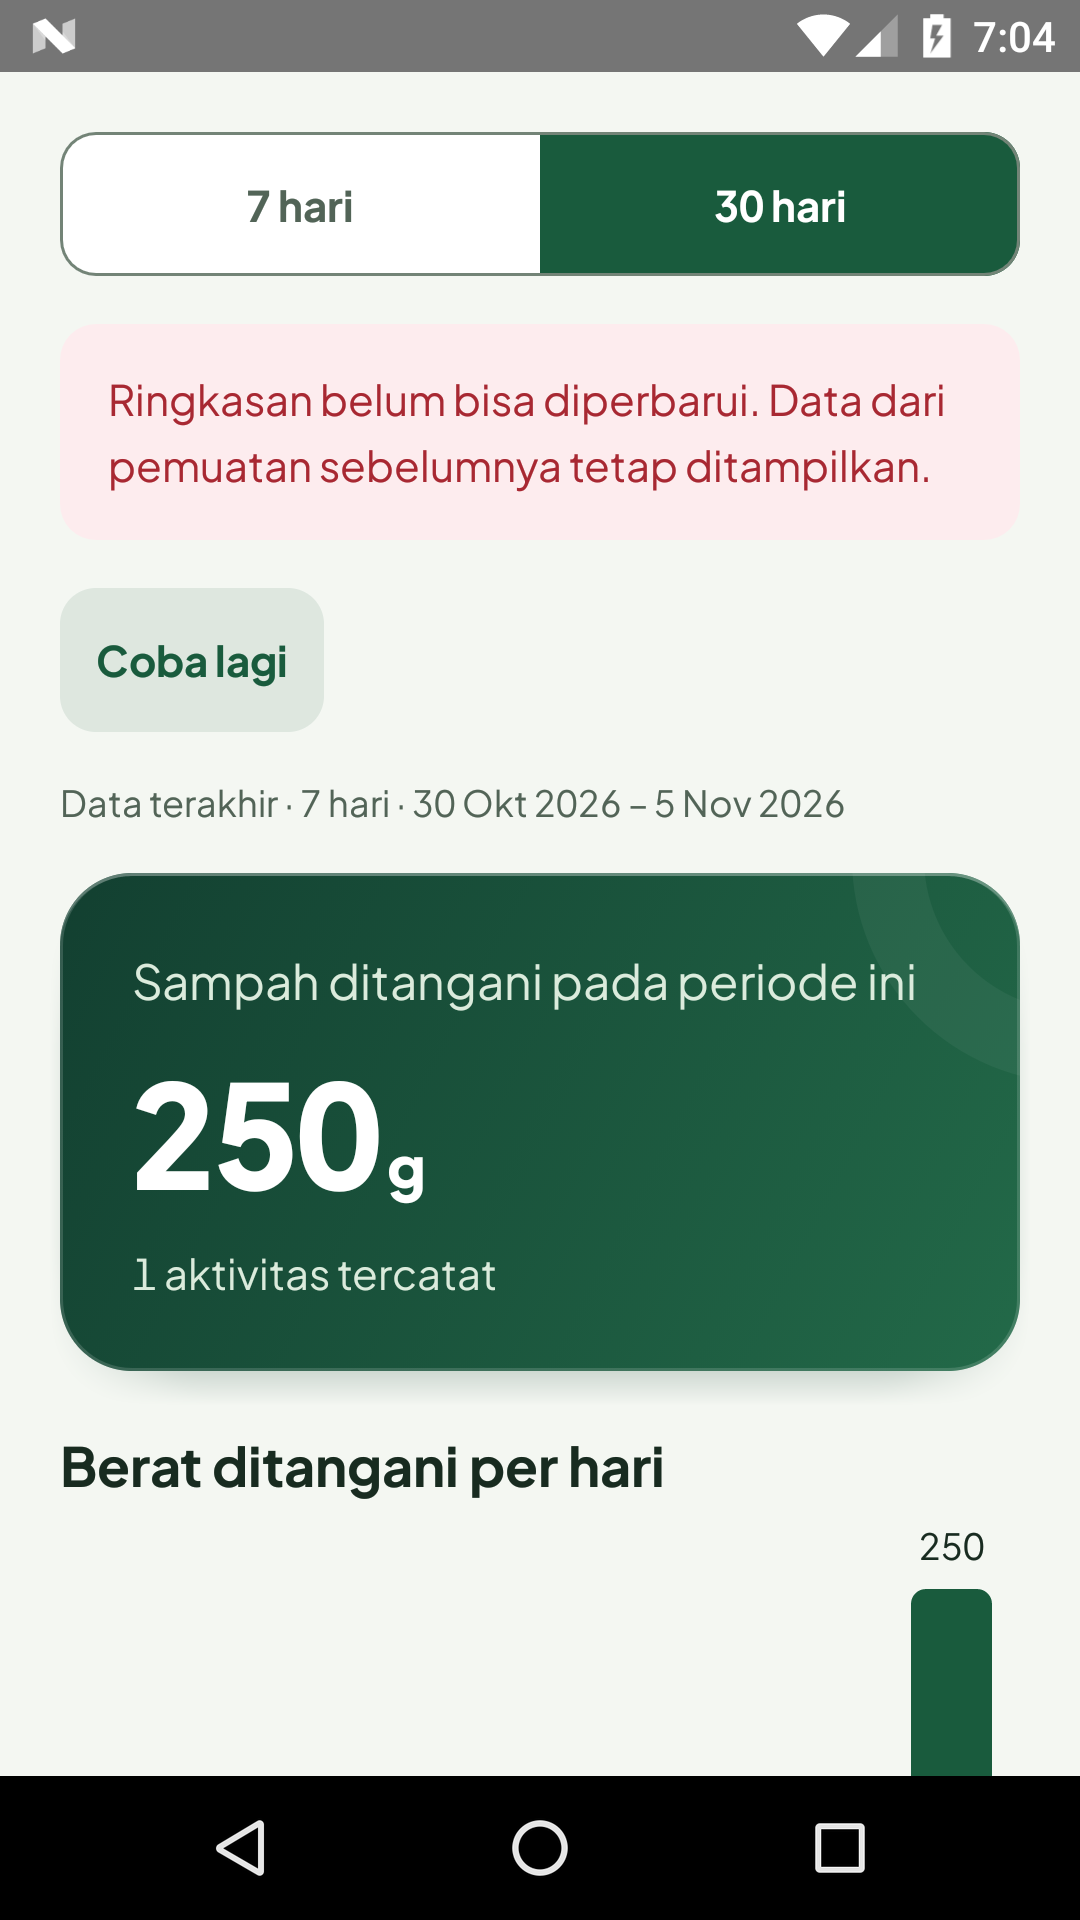 7:04
7 hari
30 hari
Ringkasan belum bisa diperbarui. Data dari
pemuatan sebelumnya tetap ditampilkan.
Coba lagi
Data terakhir · 7 hari · 30 Okt 2026 – 5 Nov 2026
Sampah ditangani pada periode ini
250 g
1 aktivitas tercatat
Berat ditangani per hari
250